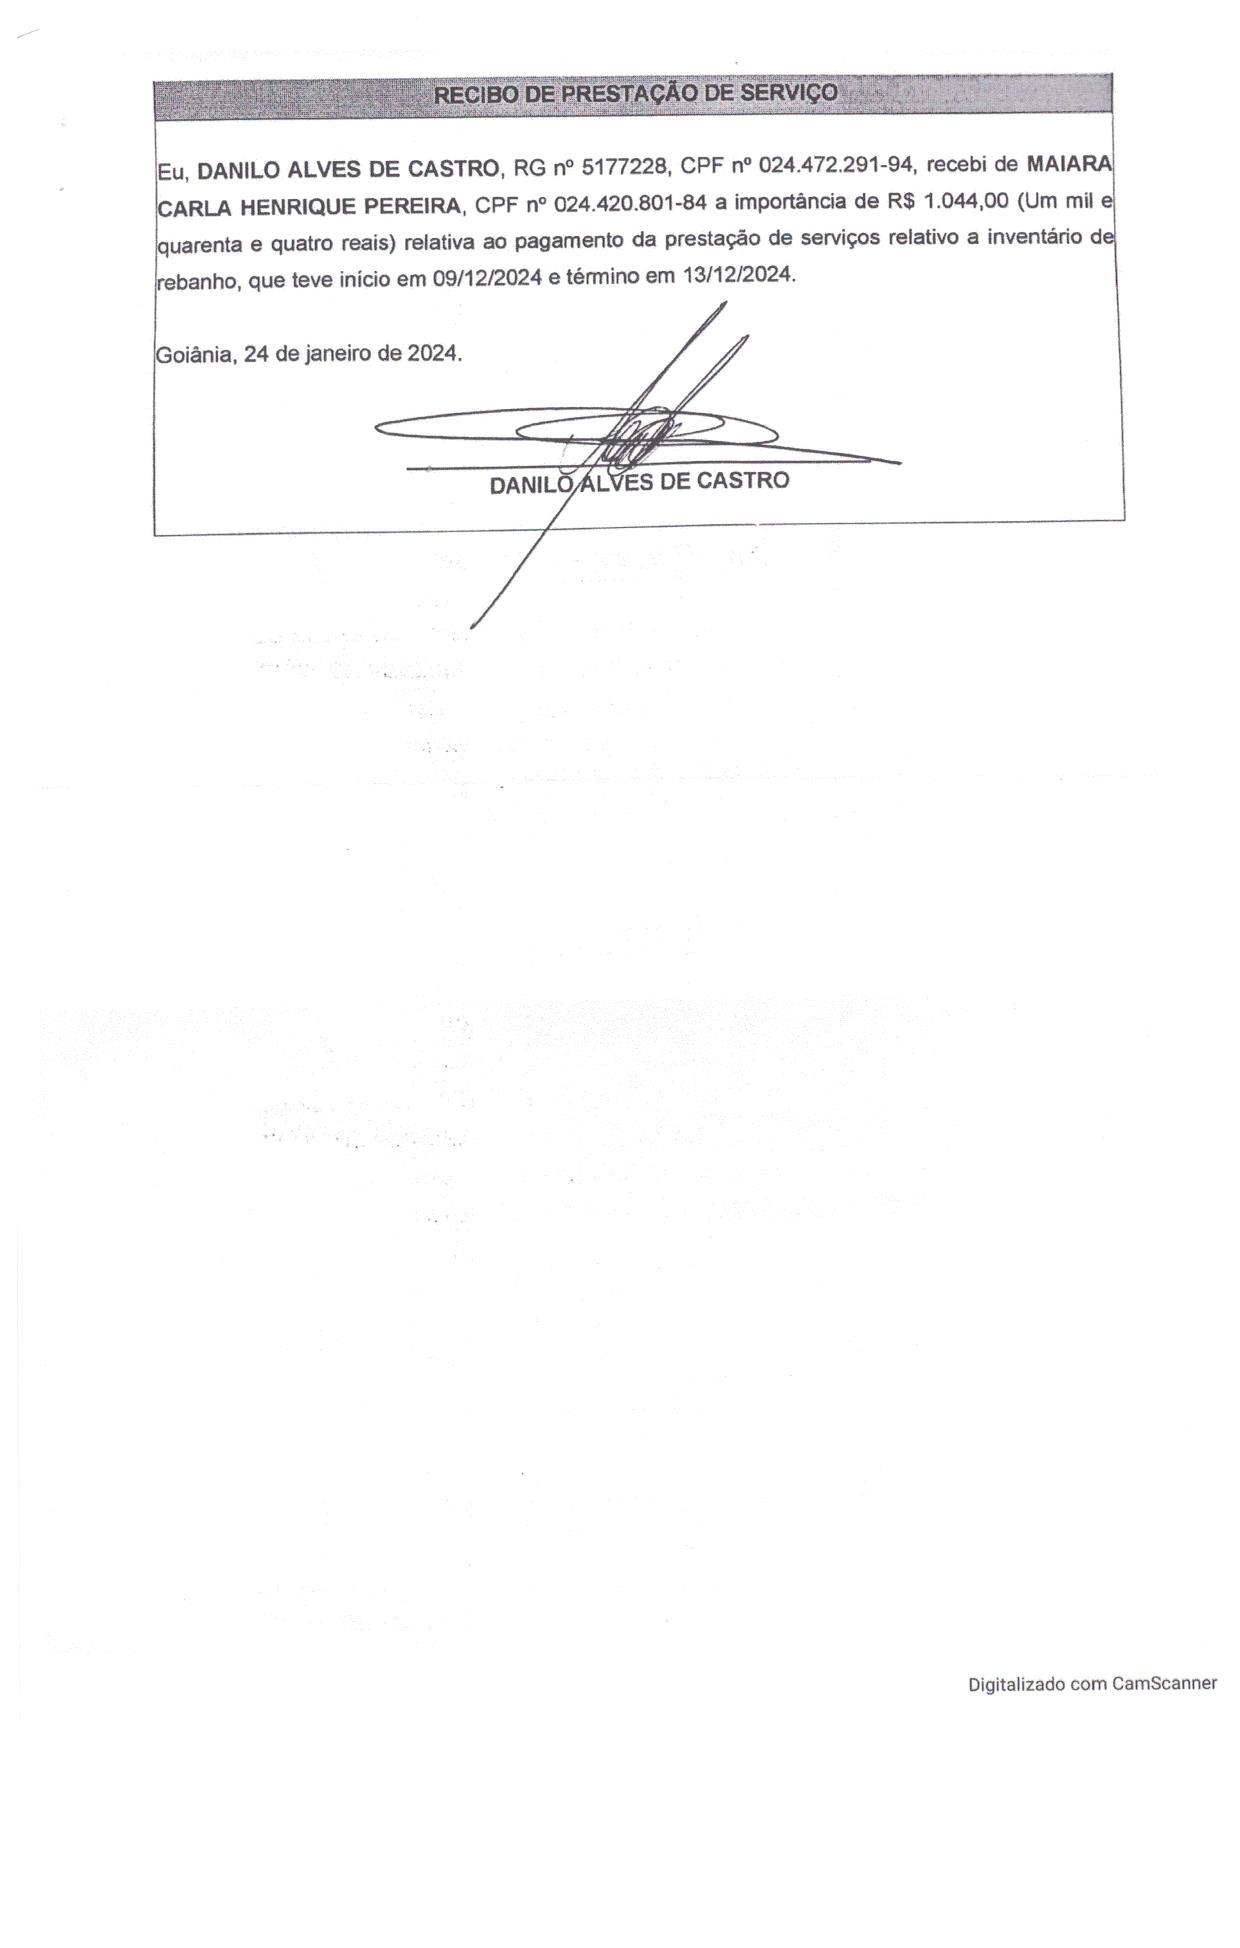 RECIBO DE PRESTAÇÃO DE SERVIÇO
Eu, DANILO ALVES DE CASTRO, RG nº 5177228, CPF nº 024.472.291-94, recebi de MAIARA
CARLA HENRIQUE PEREIRA, CPF nº 024.420.801-84 a importância de R$ 1.044,00 (Um mil e
quarenta e quatro reais) relativa ao pagamento da prestação de serviços relativo a inventário de
rebanho, que teve início em 09/12/2024 e término em 13/12/2024.
Goiânia, 24 de janeiro de 2024.
DANILO ALVES DE CASTRO
Digitalizado com CamScanner